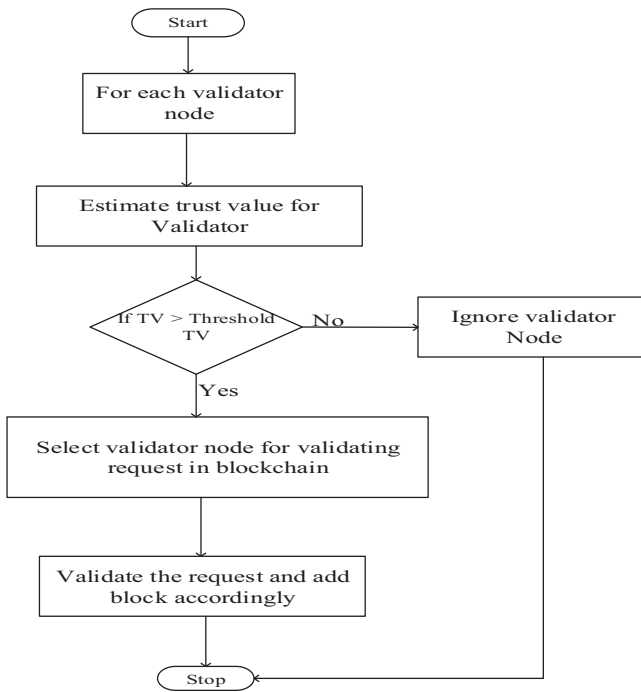 Start
For each validator
node
Estimate trust value for
Validator
If TV > Threshold
TV
No
Ignore validator
Node
Yes
Select validator node for validating
request in blockchain
Validate the request and add
block accordingly
Stop